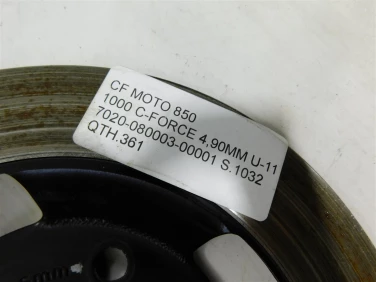 CF MOTO 850
1000 C-FORCE 4,90MM U-11
7020-080003-00001 S.1032
QTH.361